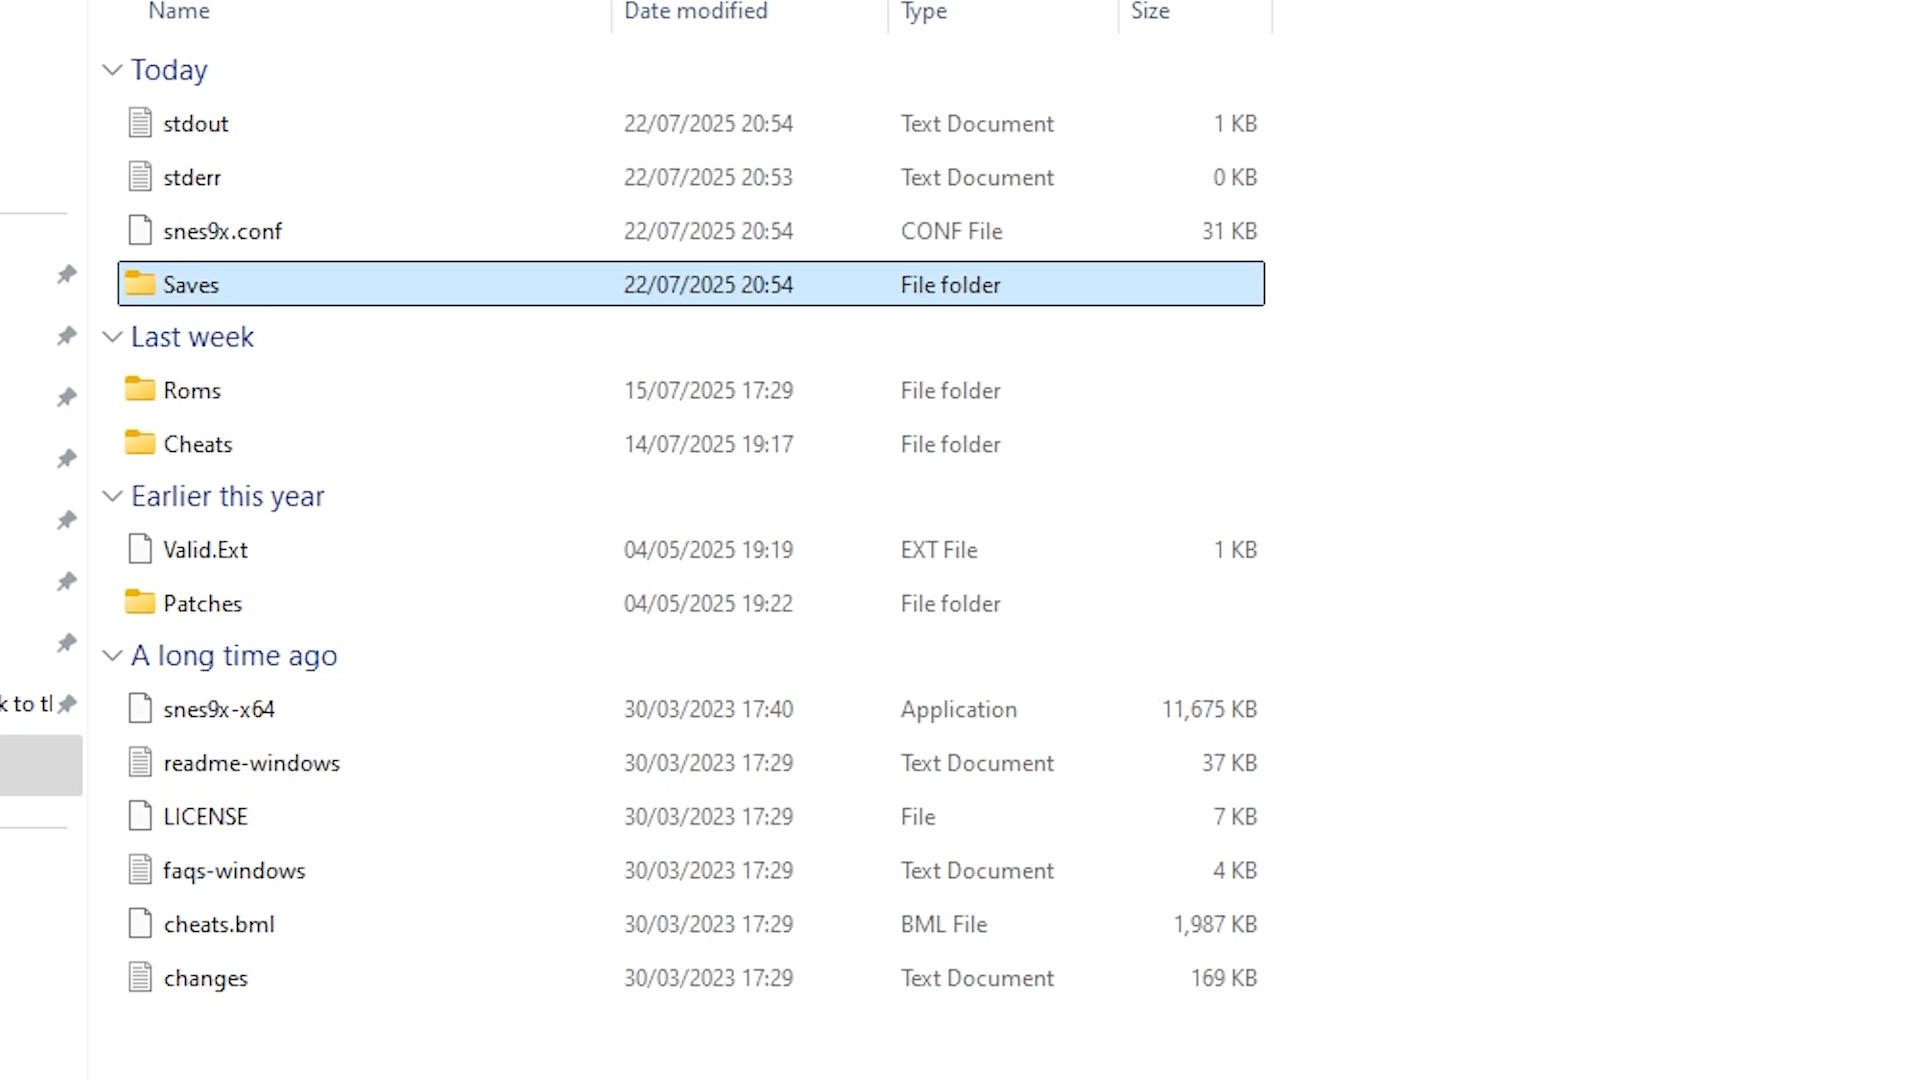 Name Date modified Type Size
Today
stdout 22/07/2025 20:54 Text Document 1 KB
stderr 22/07/2025 20:53 Text Document 0 KB
snes9x.conf 22/07/2025 20:54 CONF File 31 KB
Saves 22/07/2025 20:54 File folder
Last week
Roms 15/07/2025 17:29 File folder
Cheats 14/07/2025 19:17 File folder
Earlier this year
Valid.Ext 04/05/2025 19:19 EXT File 1 KB
Patches 04/05/2025 19:22 File folder
A long time ago
k to tl
snes9x-x64 30/03/2023 17:40 Application 11,675 KB
readme-windows 30/03/2023 17:29 Text Document 37 KB
LICENSE 30/03/2023 17:29 File 7 KB
faqs-windows 30/03/2023 17:29 Text Document 4 KB
cheats.bml 30/03/2023 17:29 BML File 1,987 KB
changes 30/03/2023 17:29 Text Document 169 KB